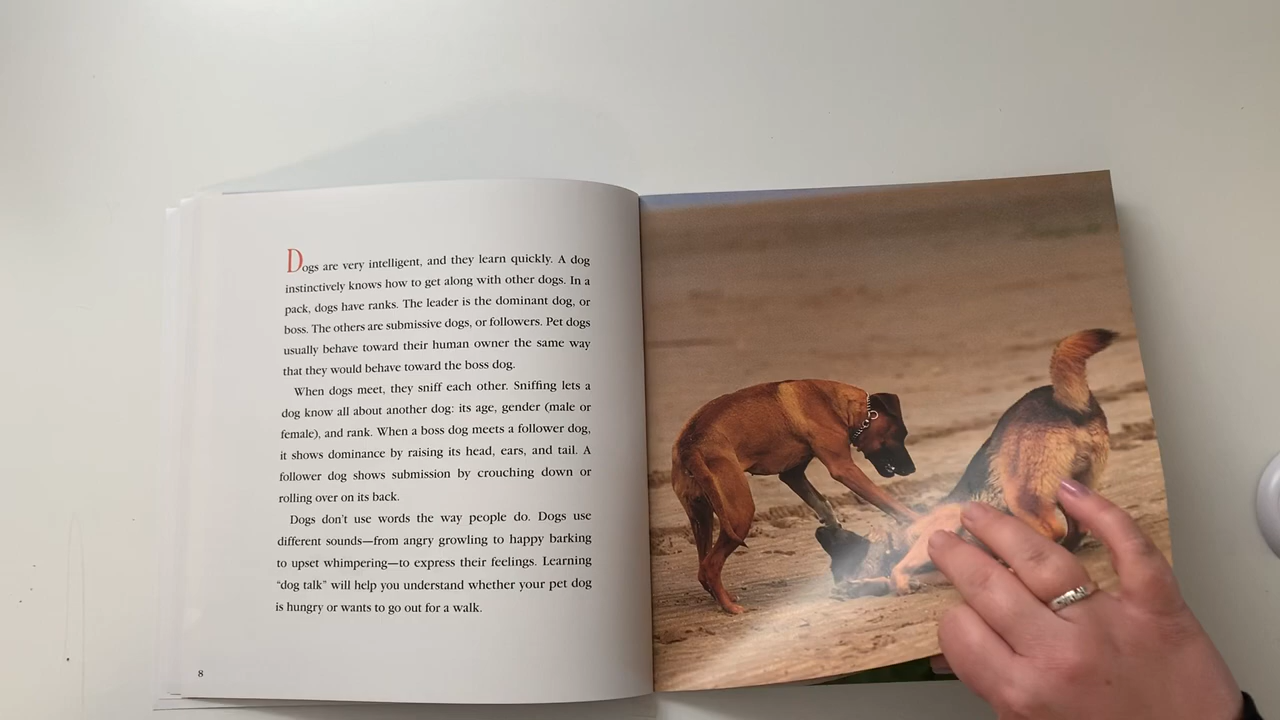 Dogs are very intelligent, and they learn quickly. A dog
instinctively knows how to get along with other dogs. In a
pack, dogs have ranks. The leader is the dominant dog, or
boss. The others are submissive dogs, or followers. Pet dogs
usually behave toward their human owner the same way
that they would behave toward the boss dog.
When dogs meet, they sniff each other. Sniffing lets a
dog know all about another dog: its age, gender (male or
female), and rank. When a boss dog meets a follower dog,
it shows dominance by raising its head, ears, and tail. A
follower dog shows submission by crouching down or
rolling over on its back.
Dogs don't use words the way people do. Dogs use
different sounds—from angry growling to happy barking
to upset whimpering—to express their feelings. Learning
"dog talk" will help you understand whether your pet dog
is hungry or wants to go out for a walk.
8